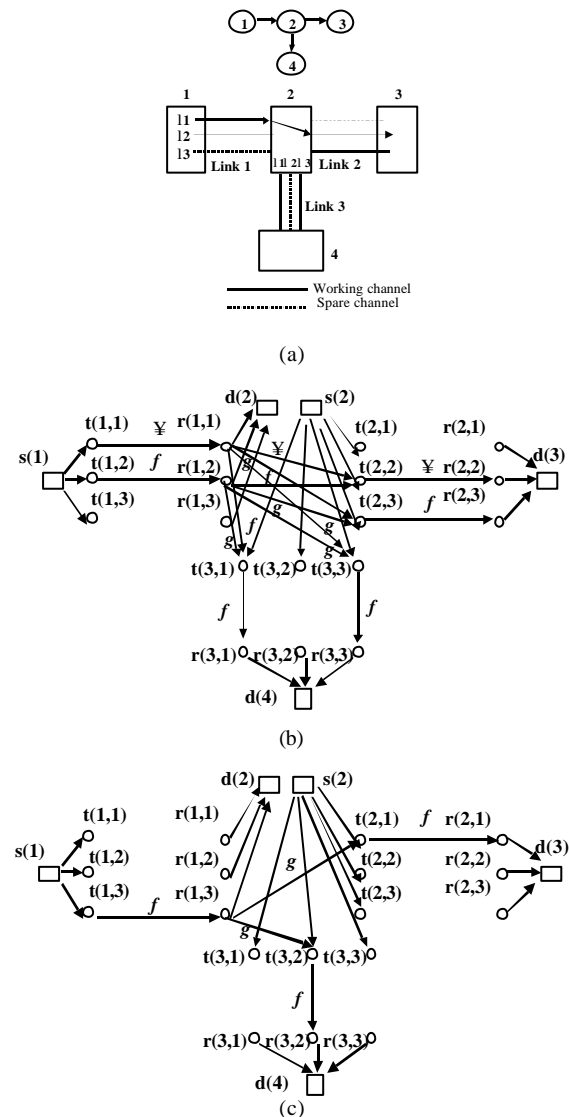 1 2 3
4
1 2 3
l1
l2
l3
l1 l2 l3
Link 1 Link 2
Link 3
4
Working channel
Spare channel
(a)
d(2) s(2)
t(1,1) ¥ r(1,1) ¥ t(2,1) r(2,1)
s(1) g d(3)
t(1,2) f r(1,2) f t(2,2) ¥ r(2,2)
t(1,3) r(1,3) g t(2,3) f r(2,3)
g f g g
t(3,1) t(3,2) t(3,3)
f f
r(3,1) r(3,2) r(3,3)
d(4)
(b)
d(2) s(2)
t(1,1) r(1,1) t(2,1) f r(2,1)
s(1) d(3)
t(1,2) r(1,2) g t(2,2) r(2,2)
t(1,3) f r(1,3) t(2,3) r(2,3)
g
t(3,1) t(3,2) t(3,3)
f
r(3,1) r(3,2) r(3,3)
d(4)
(c)